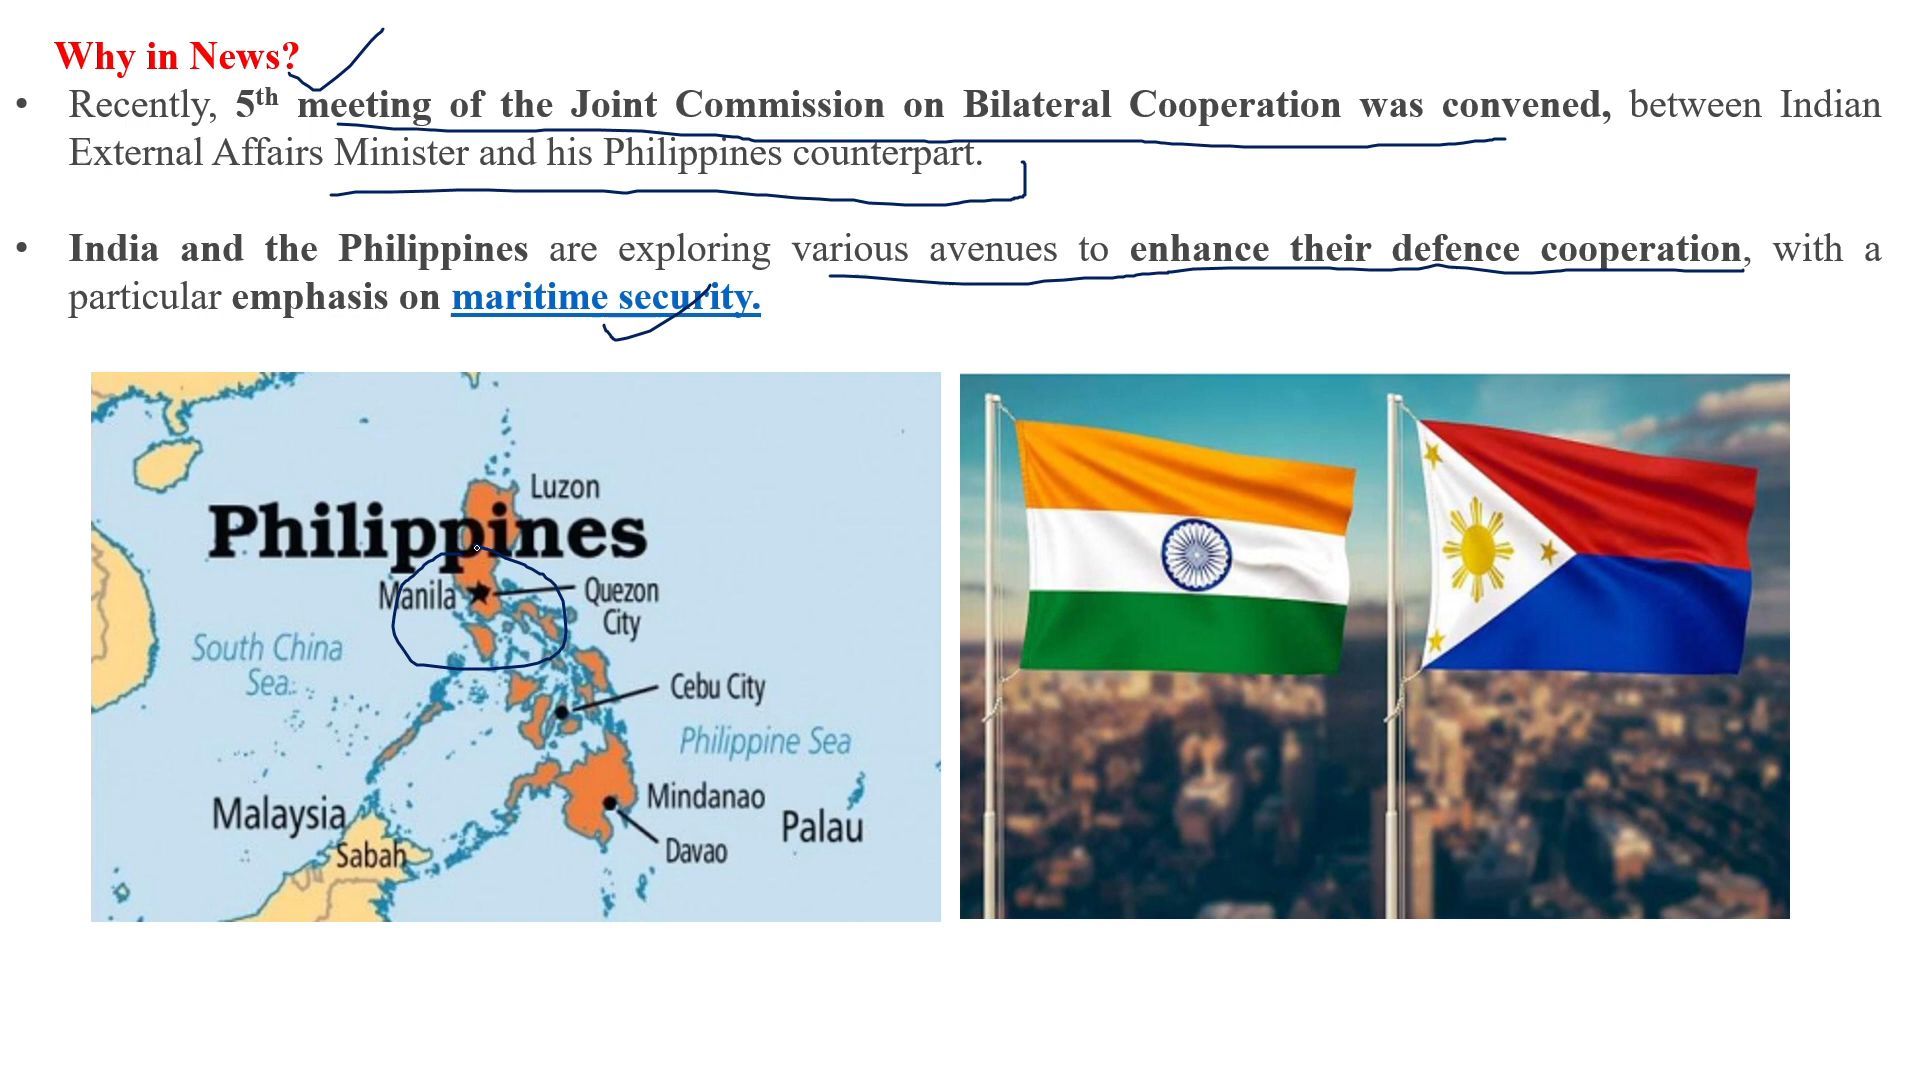 Why in News?
• Recently, 5th meeting of the Joint Commission on Bilateral Cooperation was convened, between Indian
External Affairs Minister and his Philippines counterpart.
• India and the Philippines are exploring various avenues to enhance their defence cooperation, with a
particular emphasis on maritime security.
Luzon
Philippines
Manila
Quezon
City
South China
Sea
Cebu City
Philippine Sea
Mindanao
Malaysia
Palau
Sabah
Davao